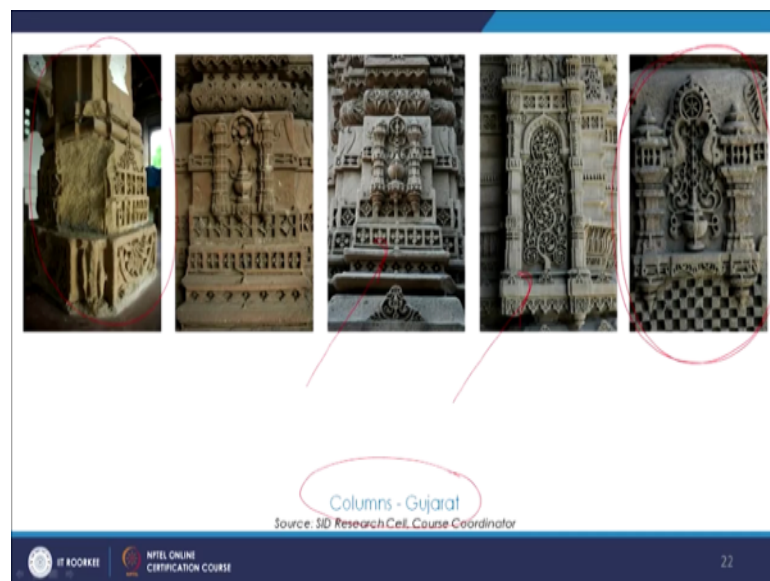 Columns - Gujarat
Source: SID Research Cell, Course Coordinator
IIT ROORKEE
NPTEL ONLINE
CERTIFICATION COURSE
22